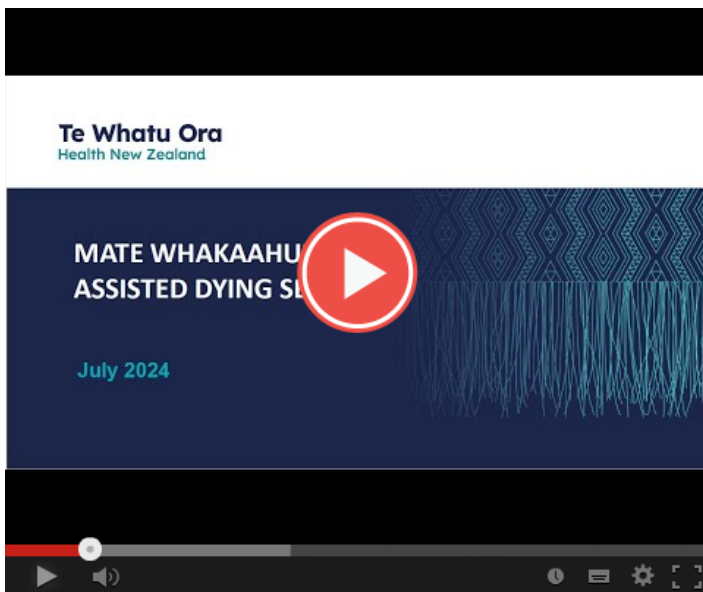 Te Whatu Ora
Health New Zealand
MATE WHAKAAHU
ASSISTED DYING
July 2024